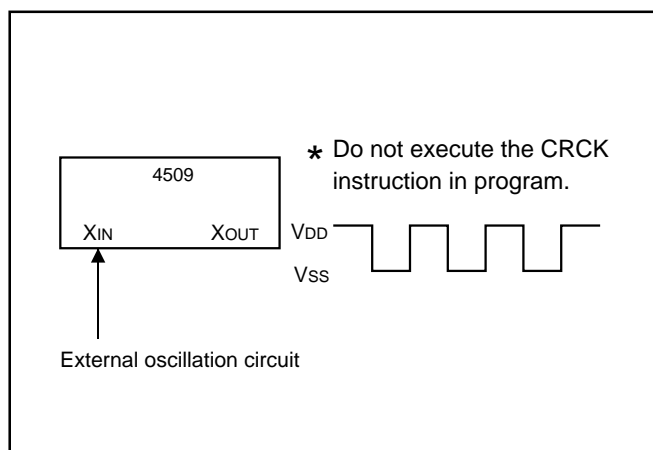 * Do not execute the CRCK
instruction in program.
4509
XIN XOUT
VDD
VSS
External oscillation circuit